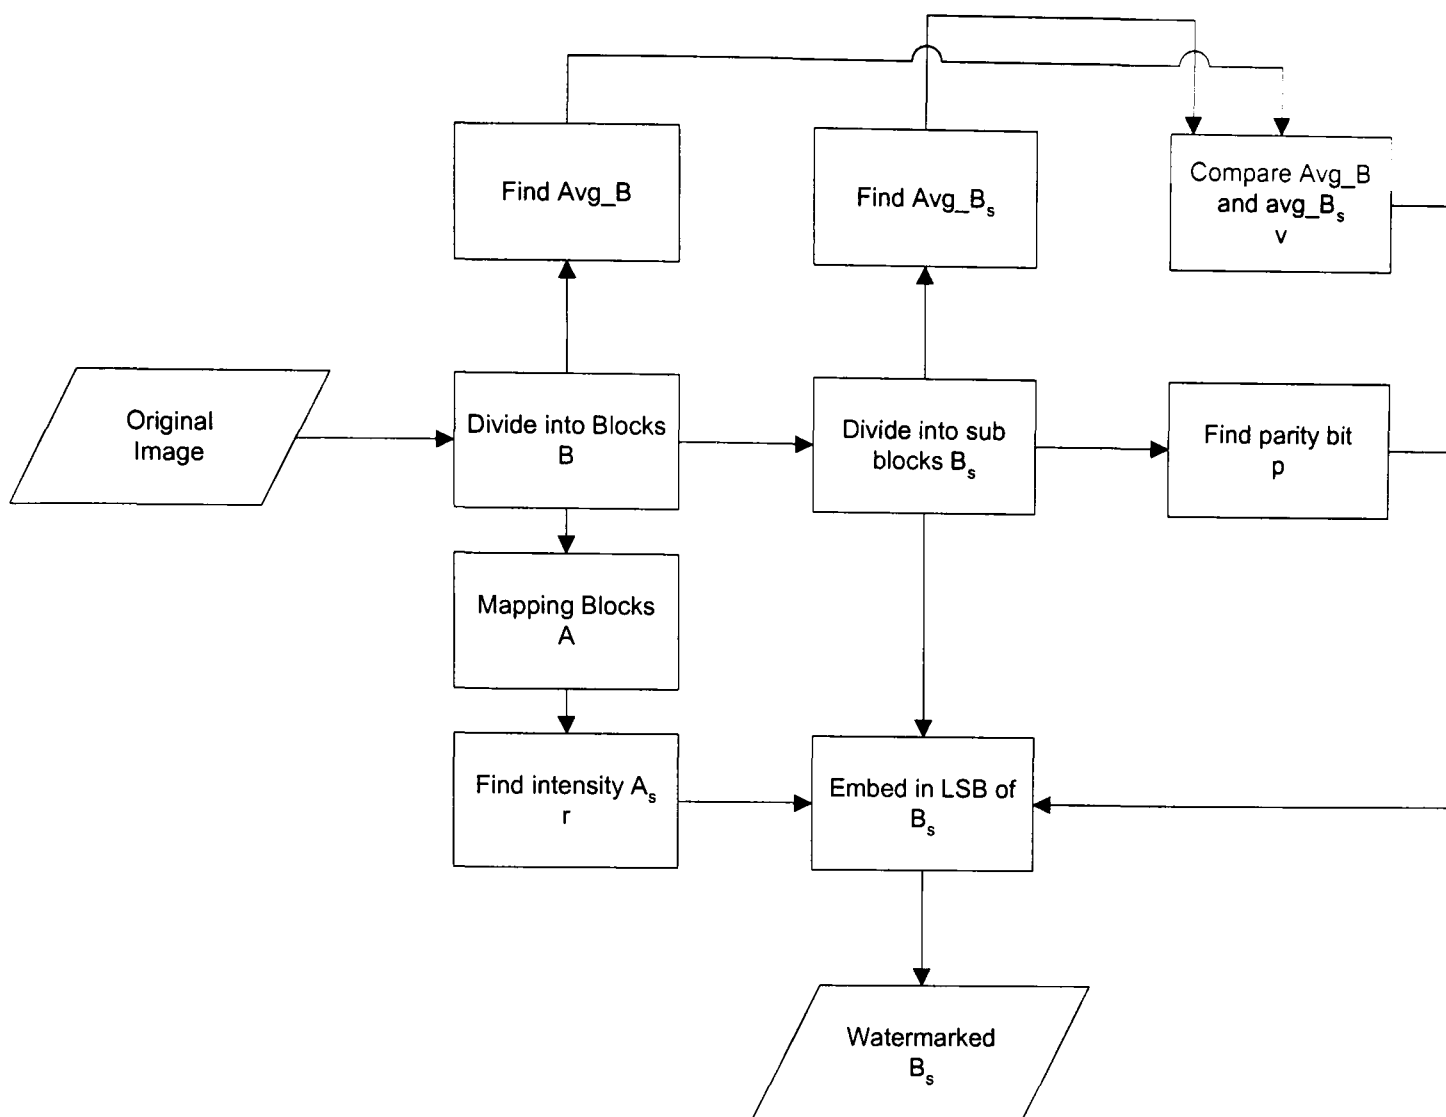 Find Avg_B
Find Avg_Bs
Compare Avg_B
and avg_Bs
v
Original
Image
Divide into Blocks
B
Divide into sub
blocks Bs
Find parity bit
p
Mapping Blocks
A
Find intensity As
r
Embed in LSB of
Bs
Watermarked
Bs